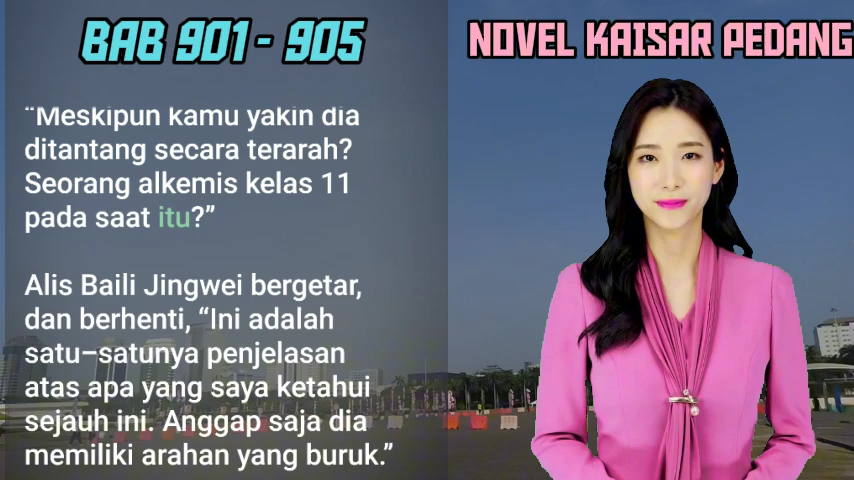 BAB 901 - 905
NOVEL KAISAR PEDANG
“Meskipun kamu yakin dia
ditantang secara terarah?
Seorang alkemis kelas 11
pada saat itu?”
Alis Baili Jingwei bergetar,
dan berhenti, “Ini adalah
satu–satunya penjelasan
atas apa yang saya ketahui
sejauh ini. Anggap saja dia
memiliki arahan yang buruk.”